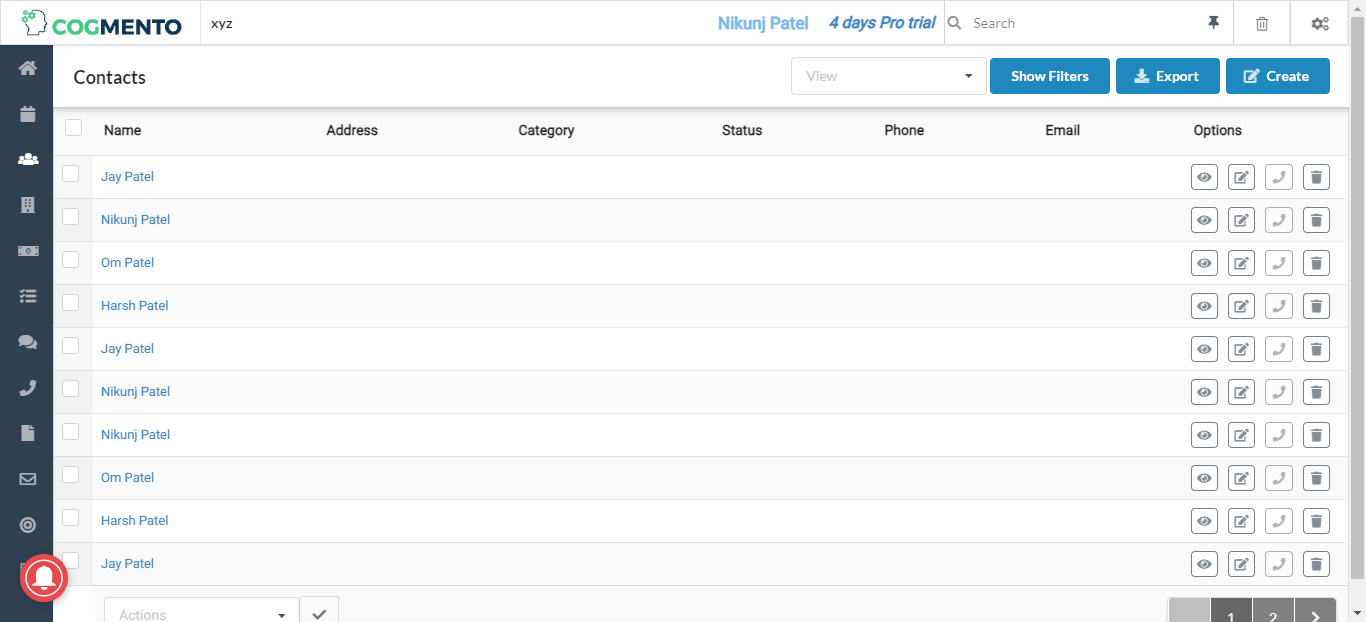 COGMENTO xyz Nikunj Patel 4 days Pro trial Search
Contacts View Show Filters Export Create
Name Address Category Status Phone Email Options
Jay Patel
Nikunj Patel
Om Patel
Harsh Patel
Jay Patel
Nikunj Patel
Nikunj Patel
Om Patel
Harsh Patel
Jay Patel
Actions 1 2